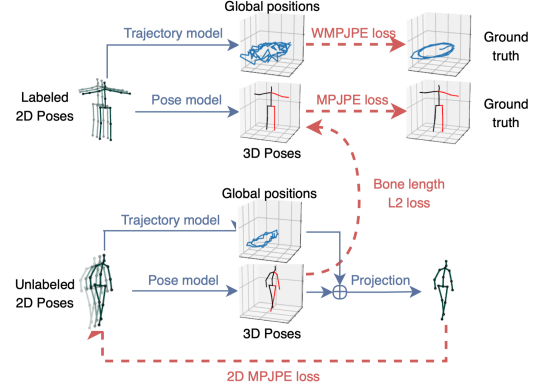 Global positions
Trajectory model
WMPJPE loss
Ground
truth
Labeled
2D Poses
Pose model
MPJPE loss
Ground
truth
3D Poses
Bone length
L2 loss
Global positions
Trajectory model
Unlabeled
2D Poses
Pose model
Projection
3D Poses
2D MPJPE loss